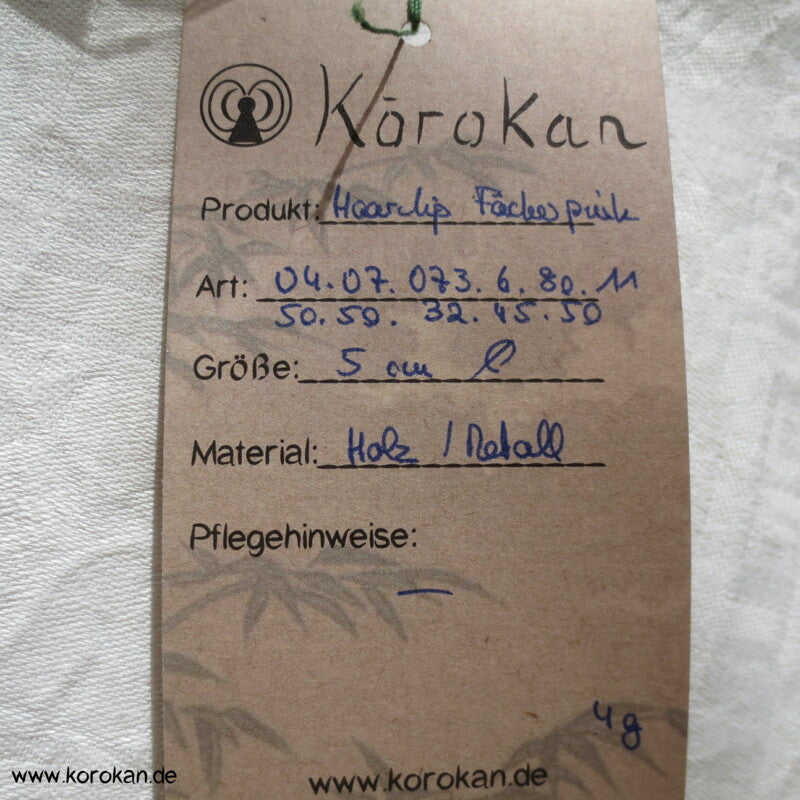 Kōrokan
Produkt: Haarclip Fächer pink
Art: 04.07.073.6.80.11
50.50.32.45.50
Größe: 5 cm
Material: Holz / Metall
Pflegehinweise:
—
4g
www.korokan.de
www.korokan.de